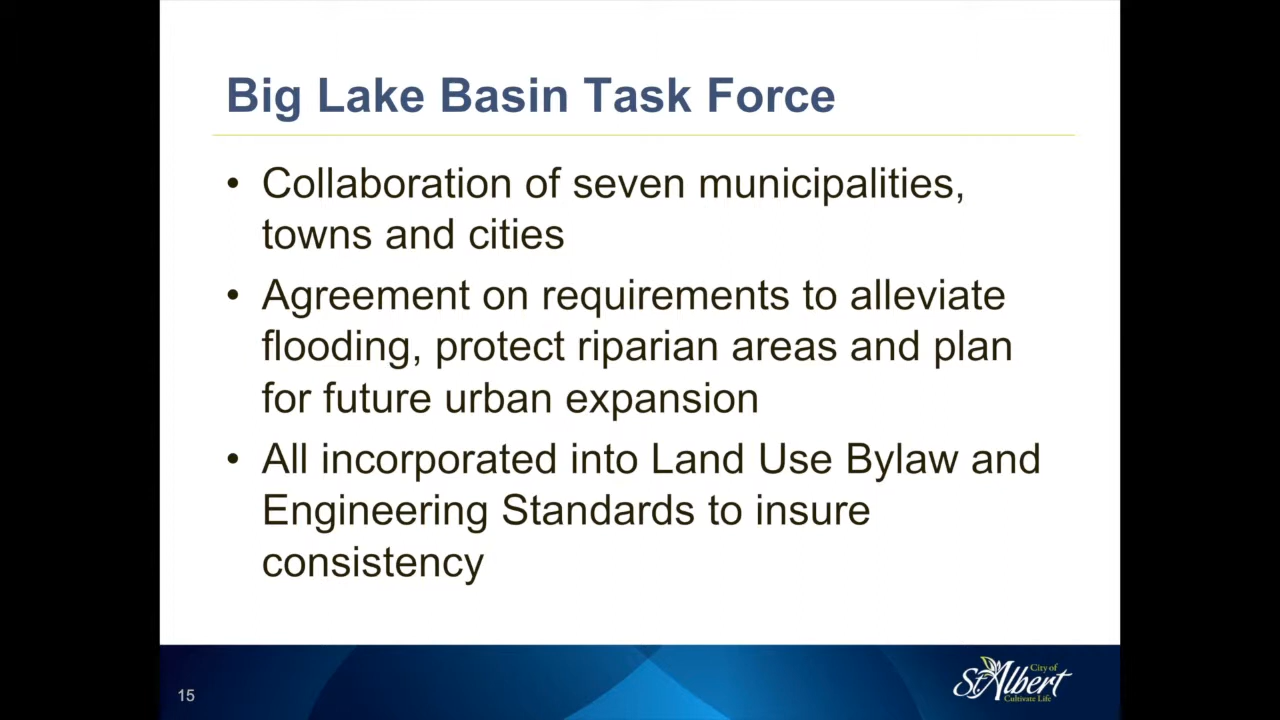 Big Lake Basin Task Force
• Collaboration of seven municipalities,
towns and cities
• Agreement on requirements to alleviate
flooding, protect riparian areas and plan
for future urban expansion
• All incorporated into Land Use Bylaw and
Engineering Standards to insure
consistency
15
City of
St Albert
Cultivate Life